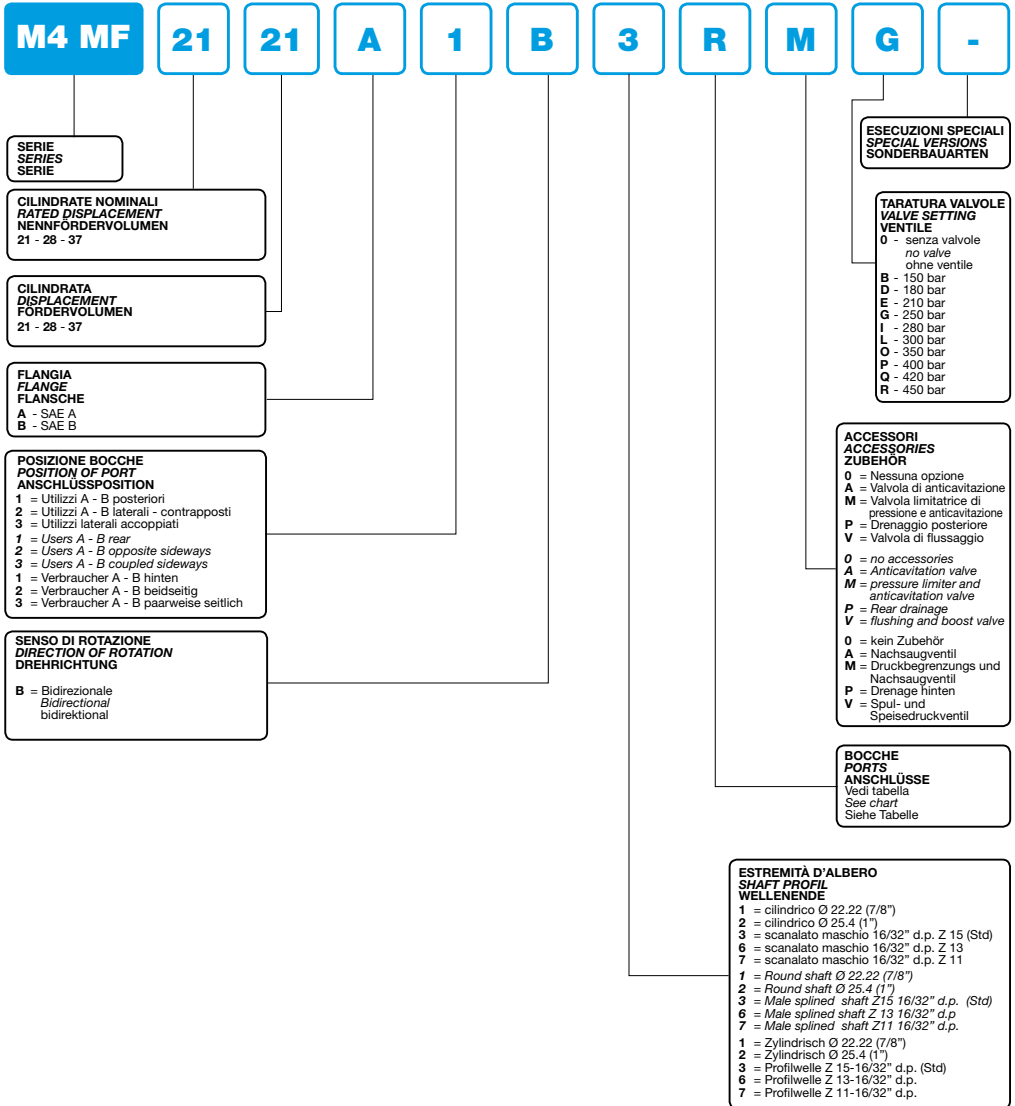 M4 MF 21 21 A 1 B 3 R M G -
SERIE
SERIES
SERIE
CILINDRATE NOMINALI
RATED DISPLACEMENT
NENNFÖRDERVOLUMEN
21 - 28 - 37
CILINDRATA
DISPLACEMENT
FÖRDERVOLUMEN
21 - 28 - 37
FLANGIA
FLANGE
FLANSCHE
A - SAE A
B - SAE B
POSIZIONE BOCCHE
POSITION OF PORT
ANSCHLÜSSPOSITION
1 = Utilizzi A - B posteriori
2 = Utilizzi A - B laterali - contrapposti
3 = Utilizzi laterali accoppiati
1 = Users A - B rear
2 = Users A - B opposite sideways
3 = Users A - B coupled sideways
1 = Verbraucher A - B hinten
2 = Verbraucher A - B beidseitig
3 = Verbraucher A - B paarweise seitlich
SENSO DI ROTAZIONE
DIRECTION OF ROTATION
DREHRICHTUNG
B = Bidirezionale
Bidirectional
bidirektional
ESECUZIONI SPECIALI
SPECIAL VERSIONS
SONDERBAUARTEN
TARATURA VALVOLE
VALVE SETTING
VENTILE
0 - senza valvole
no valve
ohne ventile
B - 150 bar
D - 180 bar
E - 210 bar
G - 250 bar
I - 280 bar
L - 300 bar
O - 350 bar
P - 400 bar
Q - 420 bar
R - 450 bar
ACCESSORI
ACCESSORIES
ZUBEHÖR
0 = Nessuna opzione
A = Valvola di anticavitazione
M = Valvola limitatrice di
pressione e anticavitazione
P = Drenaggio posteriore
V = Valvola di flussaggio
0 = no accessories
A = Anticavitation valve
M = pressure limiter and
anticavitation valve
P = Rear drainage
V = flushing and boost valve
0 = kein Zubehör
A = Nachsaugventil
M = Druckbegrenzungs und
Nachsaugventil
P = Drenage hinten
V = Spul- und
Speisedruckventil
BOCCHE
PORTS
ANSCHLÜSSE
Vedi tabella
See chart
Siehe Tabelle
ESTREMITÀ D'ALBERO
SHAFT PROFIL
WELLENENDE
1 = cilindrico Ø 22.22 (7/8")
2 = cilindrico Ø 25.4 (1")
3 = scanalato maschio 16/32" d.p. Z 15 (Std)
6 = scanalato maschio 16/32" d.p. Z 13
7 = scanalato maschio 16/32" d.p. Z 11
1 = Round shaft Ø 22.22 (7/8")
2 = Round shaft Ø 25.4 (1")
3 = Male splined shaft Z15 16/32" d.p. (Std)
6 = Male splined shaft Z 13 16/32" d.p
7 = Male splined shaft Z11 16/32" d.p.
1 = Zylindrisch Ø 22.22 (7/8")
2 = Zylindrisch Ø 25.4 (1")
3 = Profilwelle Z 15-16/32" d.p. (Std)
6 = Profilwelle Z 13-16/32" d.p.
7 = Profilwelle Z 11-16/32" d.p.